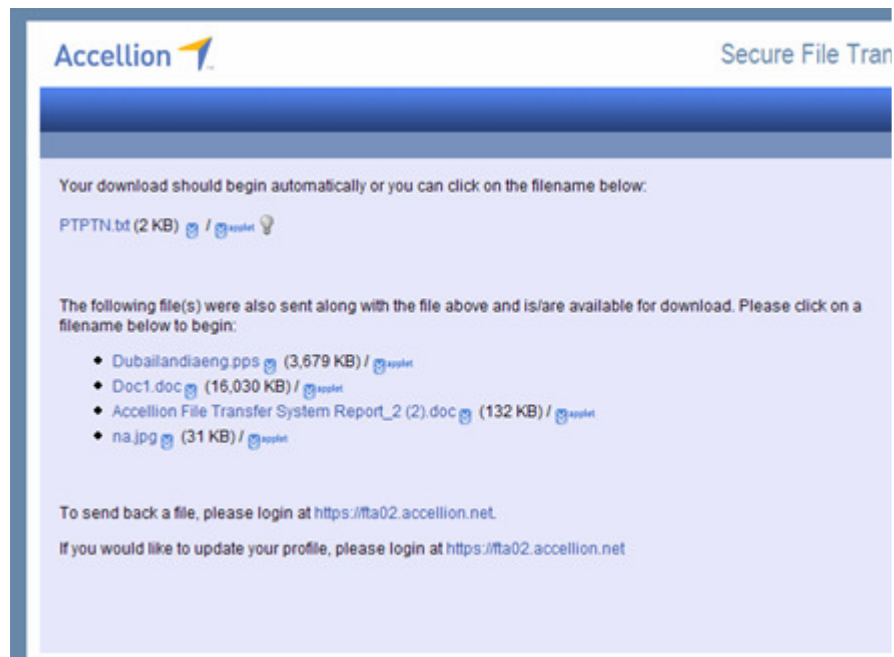 Accellion
Secure File Tran
Your download should begin automatically or you can click on the filename below:
PTPTN.txt (2 KB) / applet
The following file(s) were also sent along with the file above and is/are available for download. Please click on a
filename below to begin:
Dubailandiaeng.pps (3,679 KB) / applet
Doc1.doc (16,030 KB) / applet
Accellion File Transfer System Report_2 (2).doc (132 KB) / applet
na.jpg (31 KB) / applet
To send back a file, please login at https://fta02.accellion.net.
If you would like to update your profile, please login at https://fta02.accellion.net